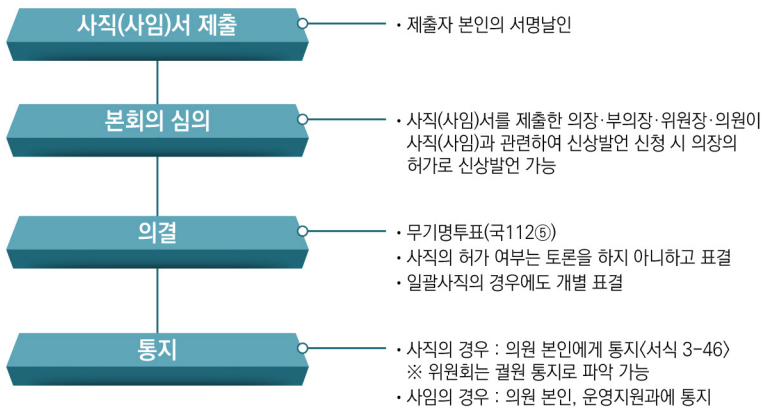 사직(사임)서 제출
· 제출자 본인의 서명날인
본회의 심의
· 사직(사임)서를 제출한 의장·부의장·위원장·의원이
사직(사임)과 관련하여 신상발언 신청 시 의장의
허가로 신상발언 가능
의결
· 무기명투표(국112⑤)
· 사직의 허가 여부는 토론을 하지 아니하고 표결
· 일괄사직의 경우에도 개별 표결
통지
· 사직의 경우 : 의원 본인에게 통지〈서식 3-46〉
※ 위원회는 궐원 통지로 파악 가능
· 사임의 경우 : 의원 본인, 운영지원과에 통지